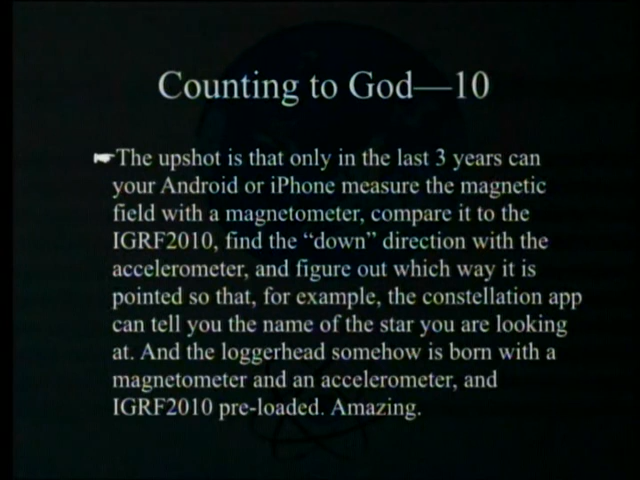 Counting to God—10
The upshot is that only in the last 3 years can
your Android or iPhone measure the magnetic
field with a magnetometer, compare it to the
IGRF2010, find the “down” direction with the
accelerometer, and figure out which way it is
pointed so that, for example, the constellation app
can tell you the name of the star you are looking
at. And the loggerhead somehow is born with a
magnetometer and an accelerometer, and
IGRF2010 pre-loaded. Amazing.